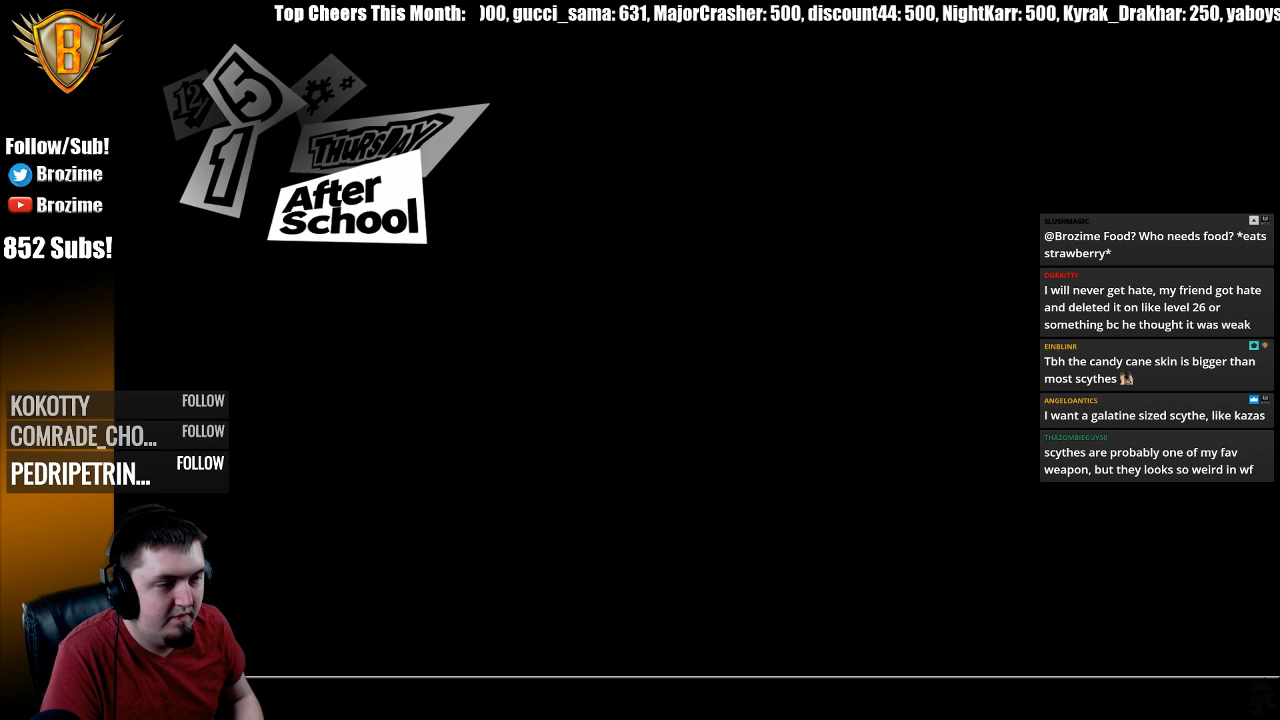 Top Cheers This Month: 000, gucci_sama: 631, MajorCrasher: 500, discount44: 500, NightKarr: 500, Kyrak_Drakhar: 250, yaboys
B
12/
5
1
THURSDAY
After
School
Follow/Sub!
Brozime
Brozime
852 Subs!
KOKOTTY FOLLOW
COMRADE_CHO... FOLLOW
PEDRIPETRIN... FOLLOW
SLUSHMAGIC
@Brozime Food? Who needs food? *eats
strawberry*
DORKITTY
I will never get hate, my friend got hate
and deleted it on like level 26 or
something bc he thought it was weak
EINBLINR
Tbh the candy cane skin is bigger than
most scythes
ANGELOANTICS
I want a galatine sized scythe, like kazas
THAZOMBIEGUY50
scythes are probably one of my fav
weapon, but they looks so weird in wf